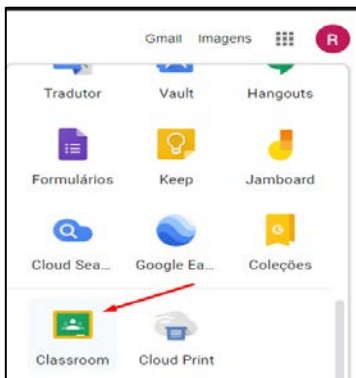 Gmail Imagens R
Tradutor Vault Hangouts
Formulários Keep Jamboard
Cloud Sea... Google Ea... Coleções
Classroom Cloud Print